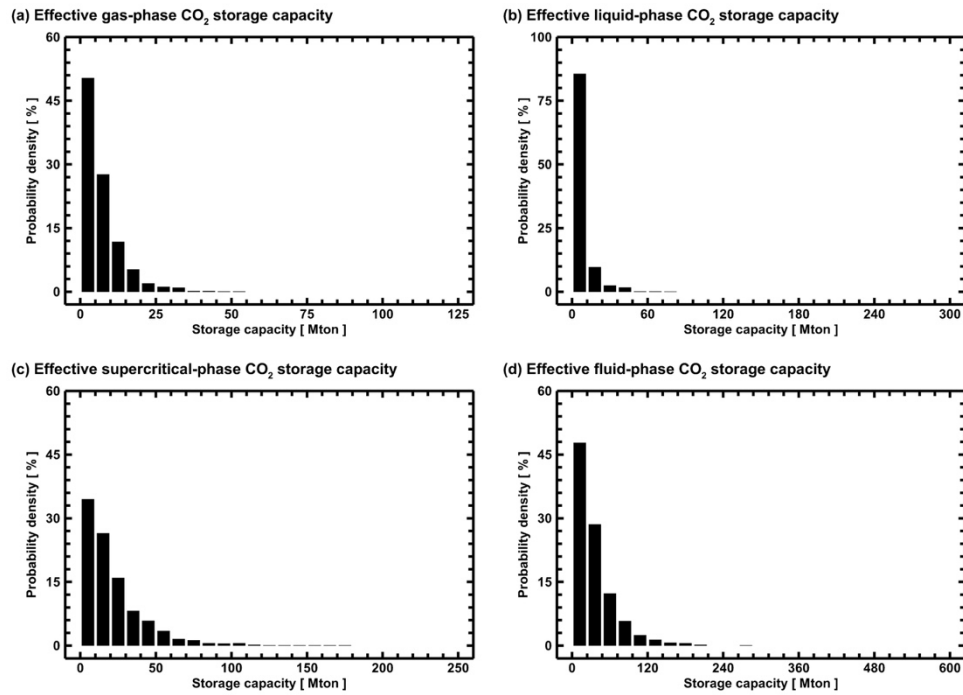 (a) Effective gas-phase CO₂ storage capacity
60
45
30
15
0
Probability density [ % ]
0 25 50 75 100 125
Storage capacity [ Mton ]
(b) Effective liquid-phase CO₂ storage capacity
100
75
50
25
0
Probability density [ % ]
0 60 120 180 240 300
Storage capacity [ Mton ]
(c) Effective supercritical-phase CO₂ storage capacity
60
45
30
15
0
Probability density [ % ]
0 50 100 150 200 250
Storage capacity [ Mton ]
(d) Effective fluid-phase CO₂ storage capacity
60
45
30
15
0
Probability density [ % ]
0 120 240 360 480 600
Storage capacity [ Mton ]